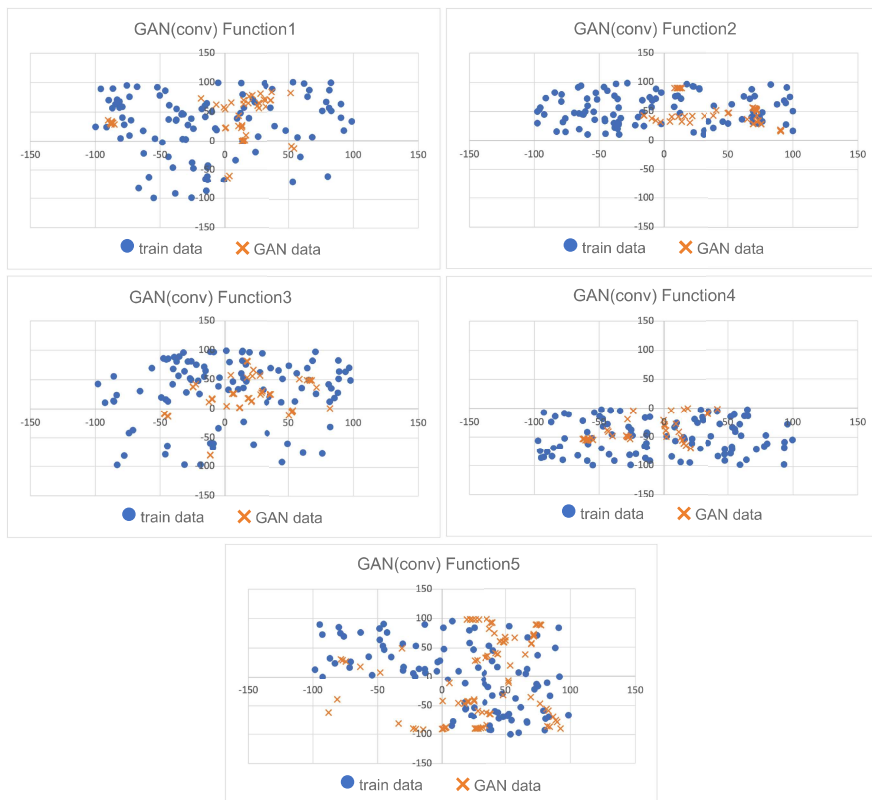 GAN(conv) Function1
150
100
50
0
-150 -100 -50 0 50 100 150
-50
-100
-150
train data GAN data
GAN(conv) Function2
150
100
50
0
-150 -100 -50 0 50 100 150
-50
-100
-150
train data GAN data
GAN(conv) Function3
150
100
50
0
-150 -100 -50 0 50 100 150
-50
-100
-150
train data GAN data
GAN(conv) Function4
150
100
50
0
-150 -100 -50 0 50 100 150
-50
-100
-150
train data GAN data
GAN(conv) Function5
150
100
50
0
-150 -100 -50 0 50 100 150
-50
-100
-150
train data GAN data